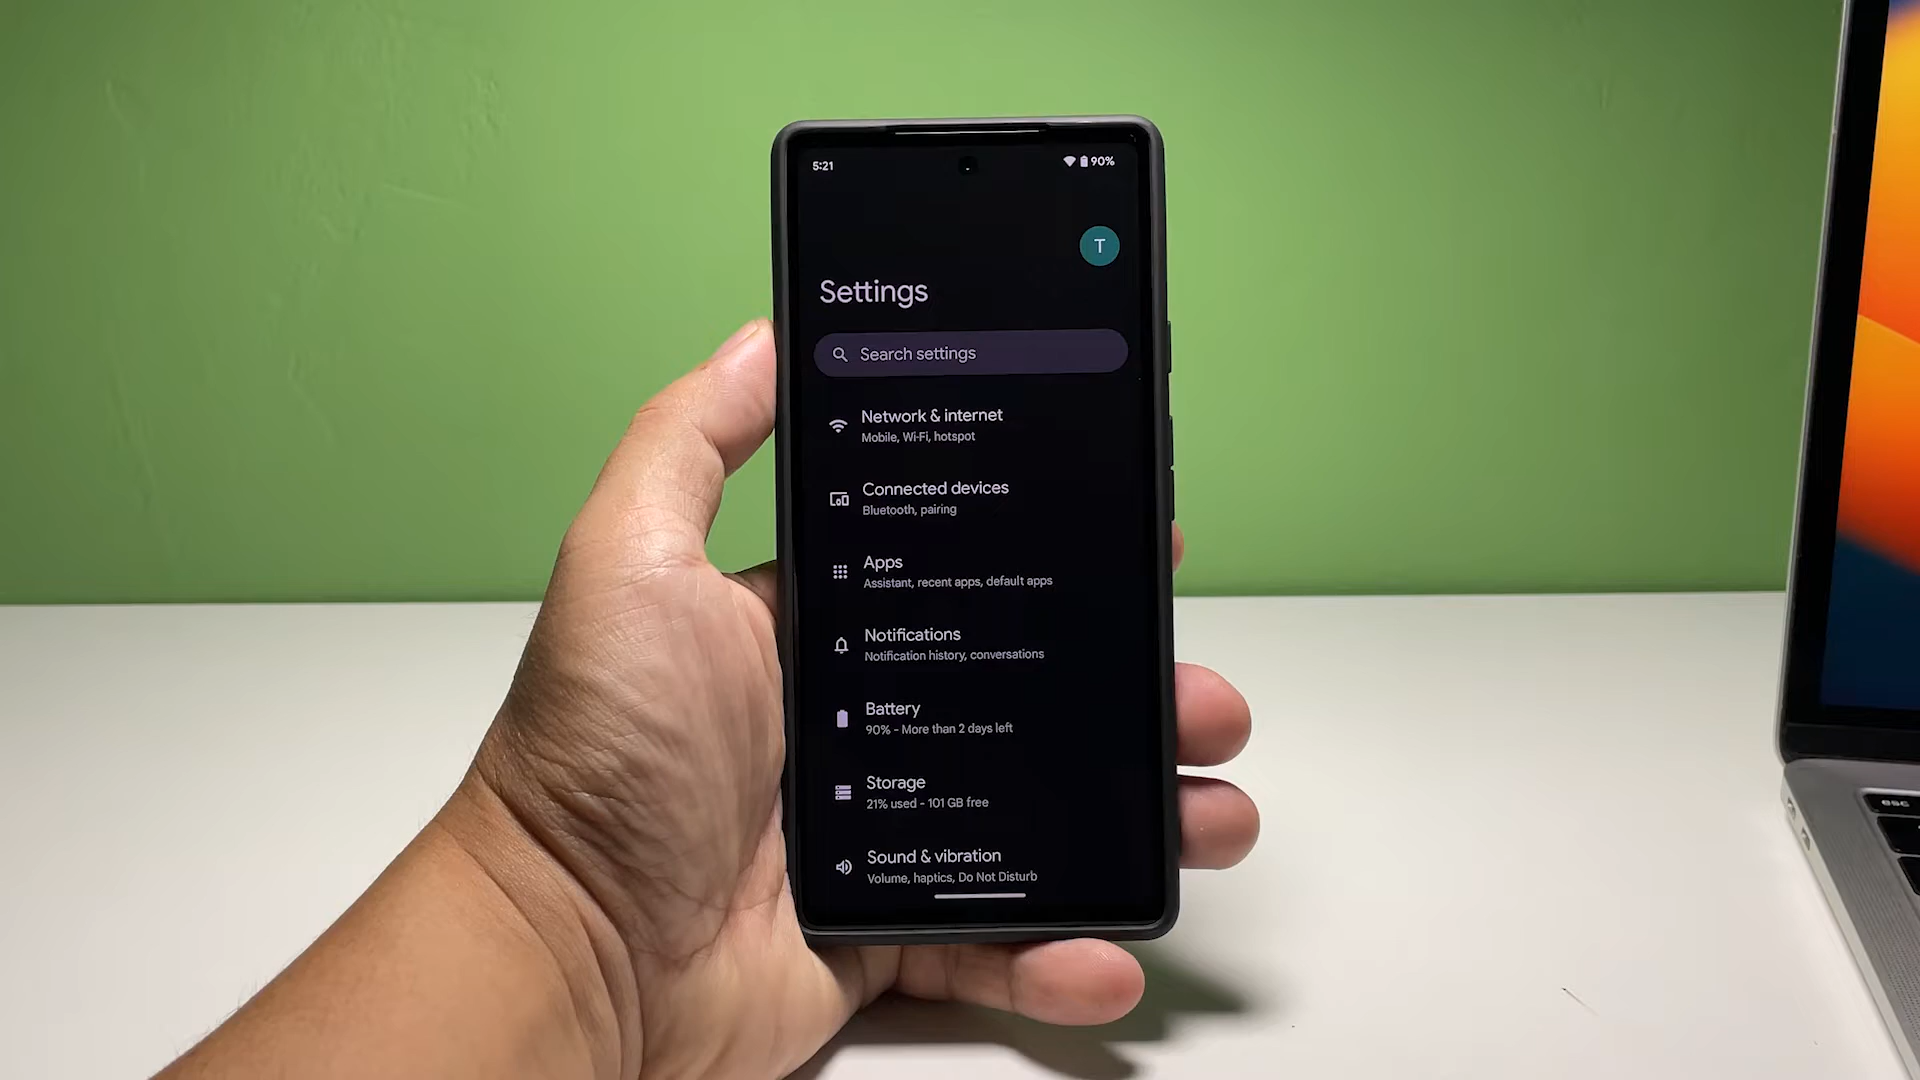 5:21
90%
T
Settings
Search settings
Network & internet
Mobile, Wi-Fi, hotspot
Connected devices
Bluetooth, pairing
Apps
Assistant, recent apps, default apps
Notifications
Notification history, conversations
Battery
90% - More than 2 days left
Storage
21% used - 101 GB free
Sound & vibration
Volume, haptics, Do Not Disturb
esc